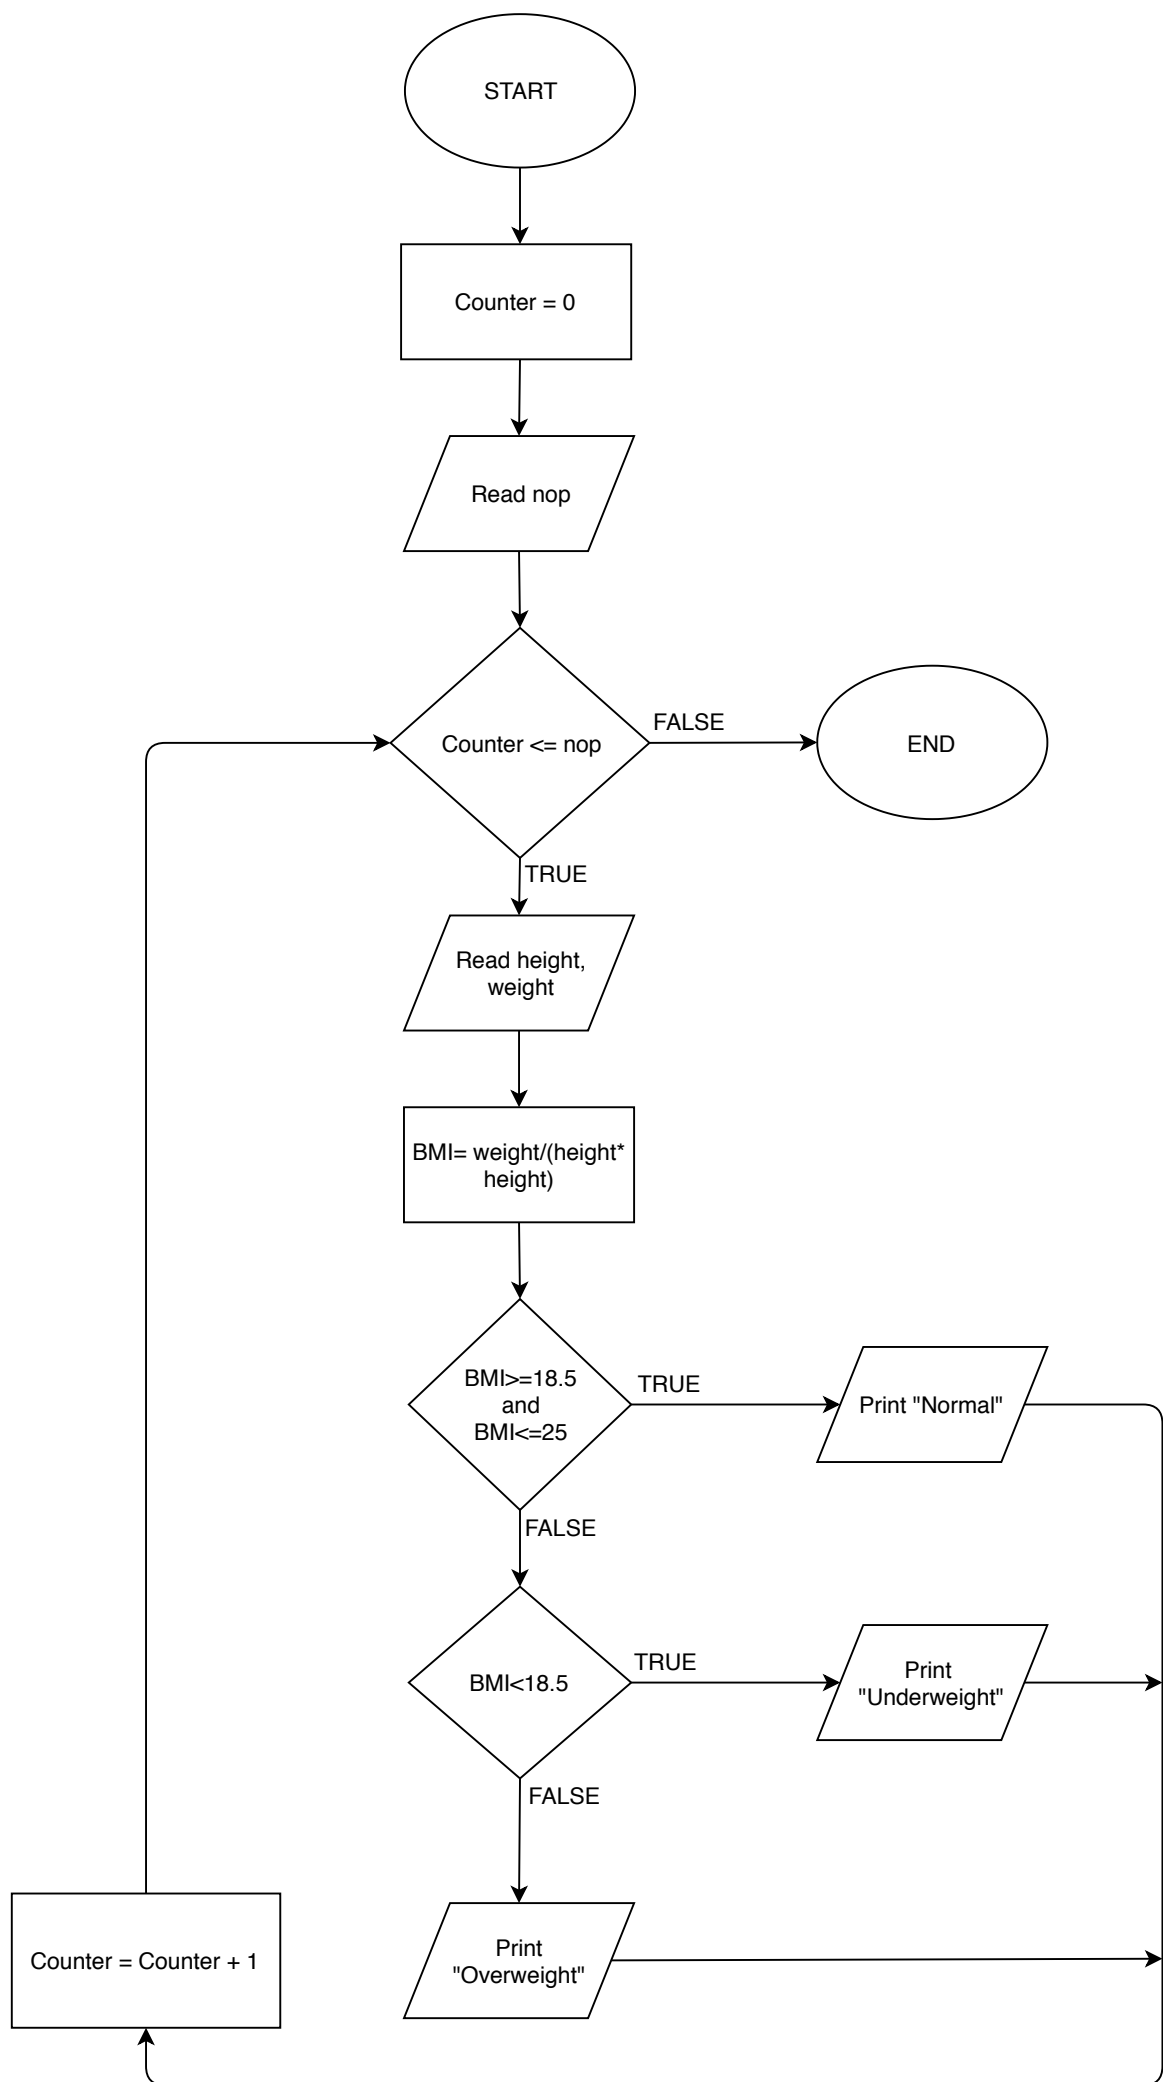 START
Counter = 0
Read nop
Counter <= nop
FALSE
END
TRUE
Read height,
weight
BMI= weight/(height*
height)
BMI>=18.5
and
BMI<=25
TRUE
Print "Normal"
FALSE
BMI<18.5
TRUE
Print
"Underweight"
FALSE
Print
"Overweight"
Counter = Counter + 1